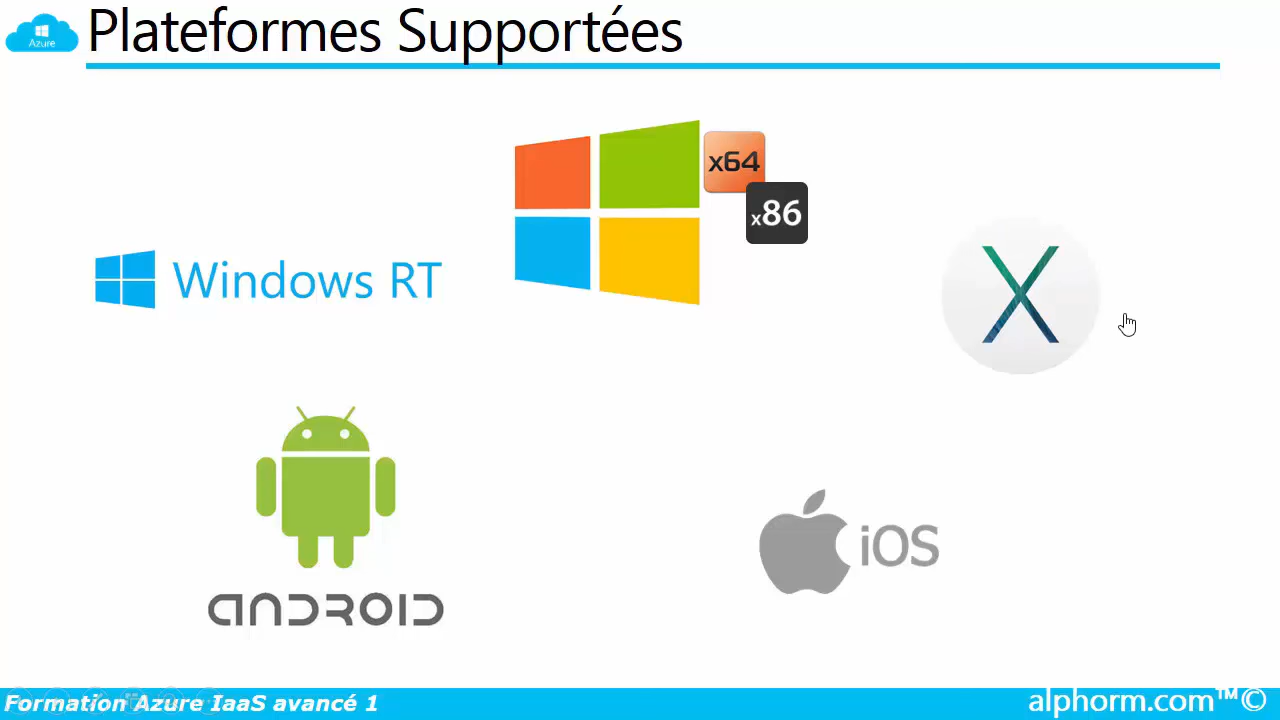 Azure
Plateformes Supportées
x64
x86
Windows RT
X
ANDROID
iOS
Formation Azure IaaS avancé 1
alphorm.com™©